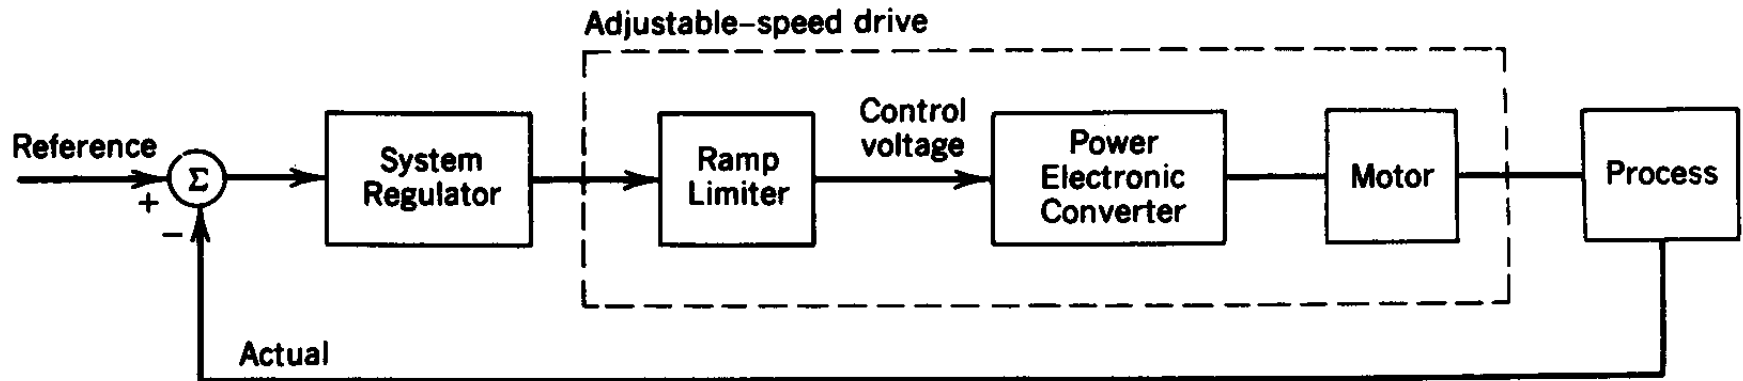 Adjustable-speed drive
Reference
+
Σ
−
System
Regulator
Ramp
Limiter
Control
voltage
Power
Electronic
Converter
Motor
Process
Actual